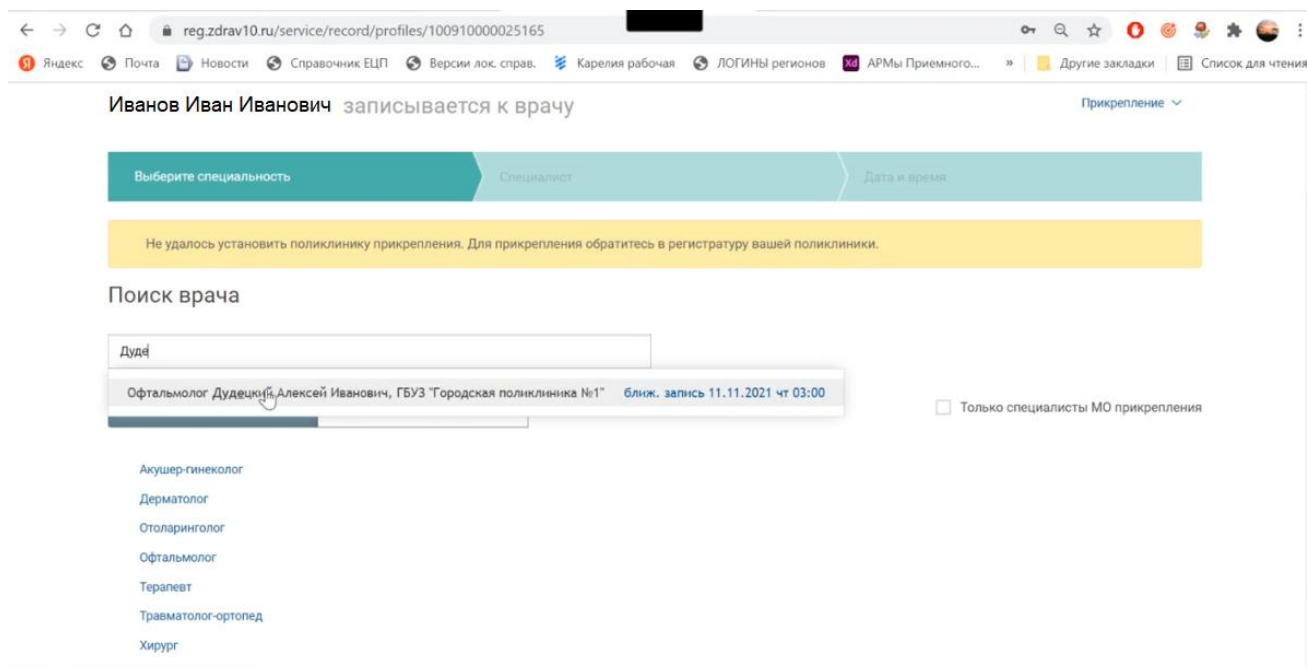 reg.zdrav10.ru/service/record/profiles/100910000025165
Яндекс Почта Новости Справочник ЕЦП Версии лок. справ. Карелия рабочая ЛОГИНЫ регионов Xd АРМы Приемного... » Другие закладки Список для чтения
Иванов Иван Иванович записывается к врачу Прикрепление
Выберите специальность Специалист Дата и время
Не удалось установить поликлинику прикрепления. Для прикрепления обратитесь в регистратуру вашей поликлиники.
Поиск врача
Дуде
Офтальмолог Дудецкий Алексей Иванович, ГБУЗ "Городская поликлиника №1" ближ. запись 11.11.2021 чт 03:00
Только специалисты МО прикрепления
Акушер-гинеколог
Дерматолог
Отоларинголог
Офтальмолог
Терапевт
Травматолог-ортопед
Хирург